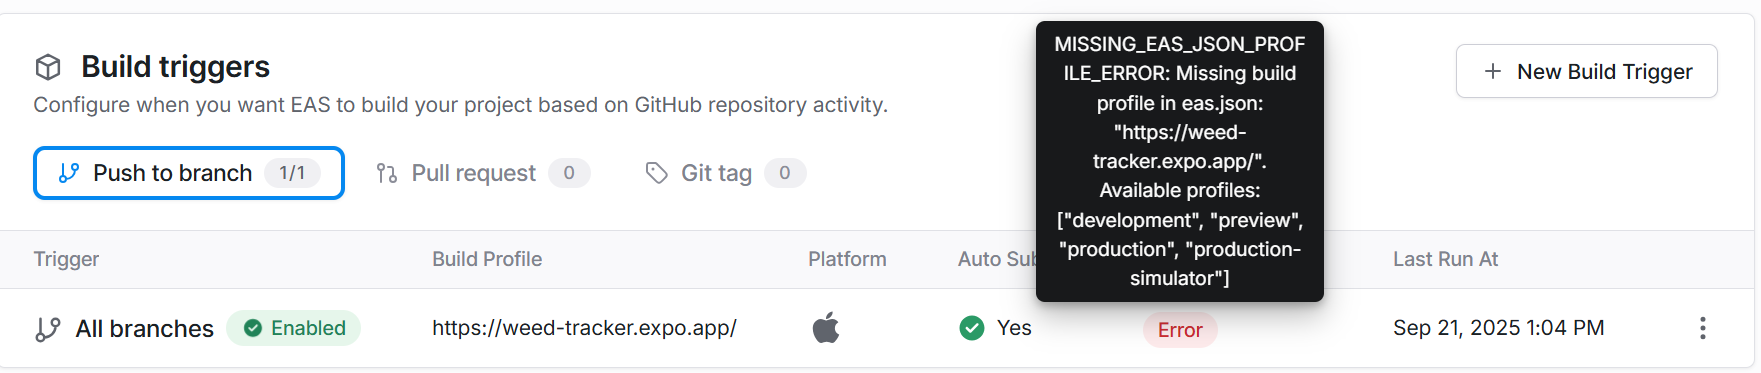 Build triggers
Configure when you want EAS to build your project based on GitHub repository activity.
New Build Trigger
MISSING_EAS_JSON_PROF
ILE_ERROR: Missing build
profile in eas.json:
"https://weed-
tracker.expo.app/".
Available profiles:
["development", "preview",
"production", "production-
simulator"]
Push to branch 1/1 Pull request 0 Git tag 0
Trigger Build Profile Platform Auto Sub Last Run At
All branches Enabled https://weed-tracker.expo.app/ Yes Error Sep 21, 2025 1:04 PM